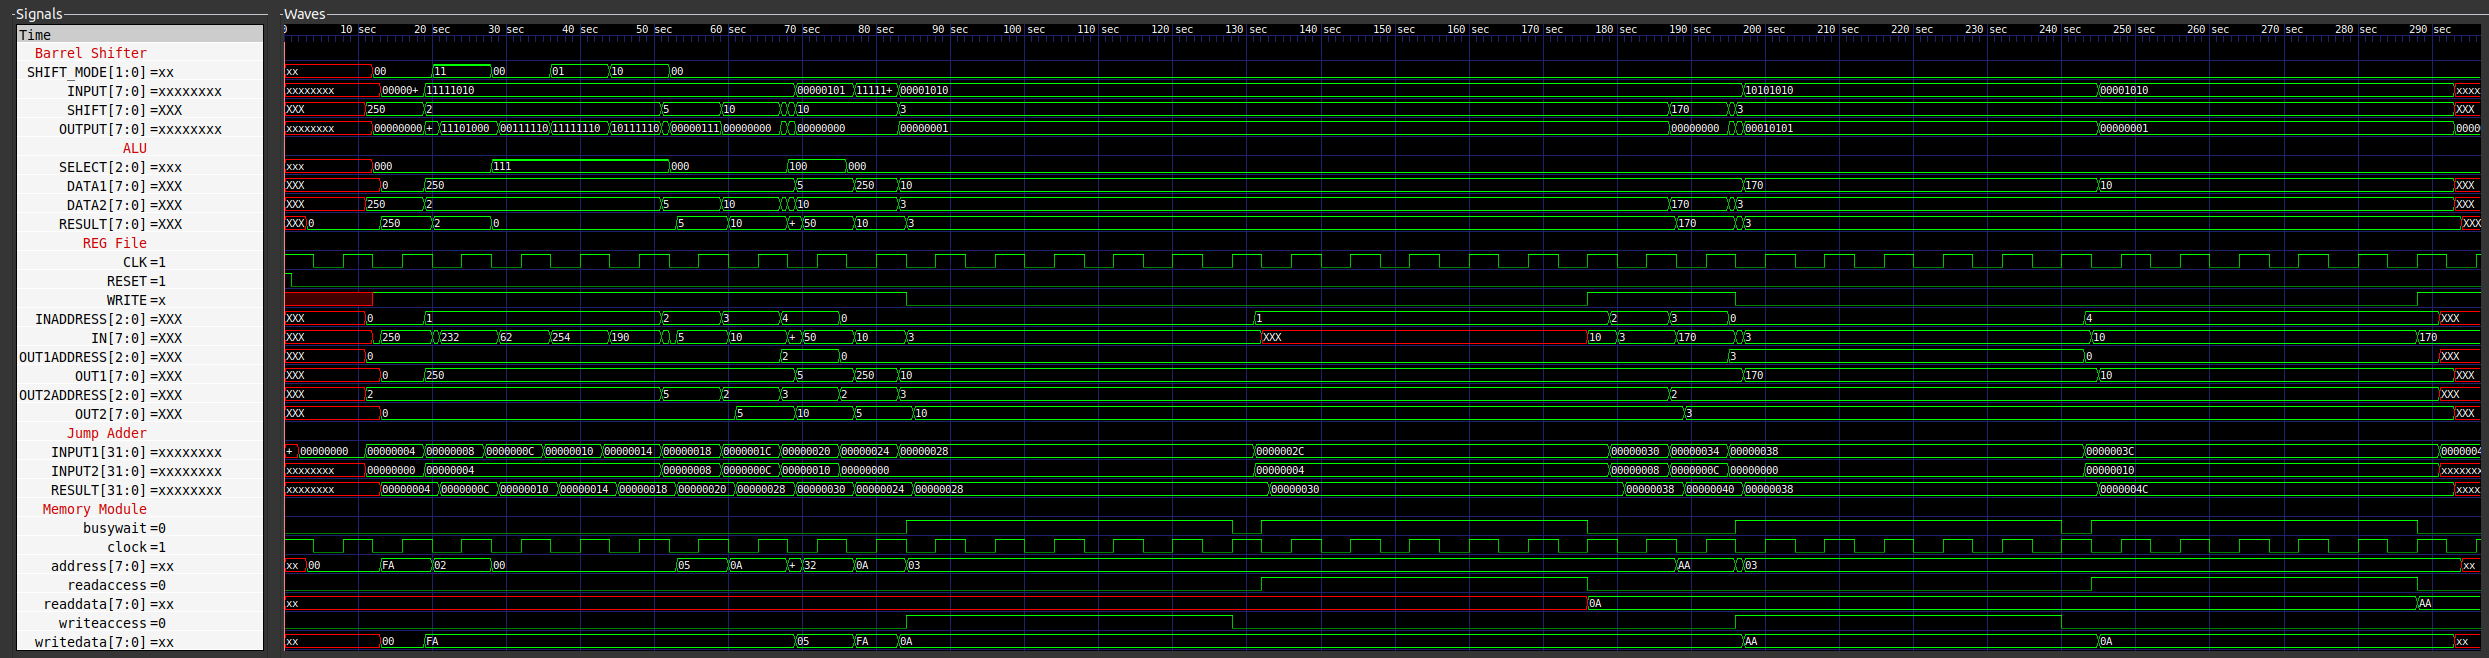 Signals Waves
Time 0 10 sec 20 sec 30 sec 40 sec 50 sec 60 sec 70 sec 80 sec 90 sec 100 sec 110 sec 120 sec 130 sec 140 sec 150 sec 160 sec 170 sec 180 sec 190 sec 200 sec 210 sec 220 sec 230 sec 240 sec 250 sec 260 sec 270 sec 280 sec 290 sec
Barrel Shifter
SHIFT_MODE[1:0] =xx xx 00 11 00 01 10 00
INPUT[7:0] =xxxxxxxx xxxxxxxx 00000+ 11111010 00000101 11111+ 00001010 10101010 00001010 xxxx
SHIFT[7:0] =XXX XXX 250 2 5 10 10 3 170 3 XXX
OUTPUT[7:0] =xxxxxxxx xxxxxxxx 00000000 + 11101000 00111110 11111110 10111110 00000111 00000000 00000000 00000001 00000000 00010101 00000001 0000
ALU
SELECT[2:0] =xxx xxx 000 111 000 100 000
DATA1[7:0] =XXX XXX 0 250 5 250 10 170 10 XXX
DATA2[7:0] =XXX XXX 250 2 5 10 10 3 170 3 XXX
RESULT[7:0] =XXX XXX 0 250 2 0 5 10 + 50 10 3 170 3 XXX
REG File
CLK =1
RESET =1
WRITE =x
INADDRESS[2:0] =XXX XXX 0 1 2 3 4 0 1 2 3 0 4 XXX
IN[7:0] =XXX XXX 250 232 62 254 190 5 10 + 50 10 3 XXX 10 3 170 3 10 170
OUT1ADDRESS[2:0] =XXX XXX 0 2 0 3 0 XXX
OUT1[7:0] =XXX XXX 0 250 5 250 10 170 10 XXX
OUT2ADDRESS[2:0] =XXX XXX 2 5 2 3 2 3 2 XXX
OUT2[7:0] =XXX XXX 0 5 10 5 10 3 XXX
Jump Adder
INPUT1[31:0] =xxxxxxxx + 00000000 00000004 00000008 0000000C 00000010 00000014 00000018 0000001C 00000020 00000024 00000028 0000002C 00000030 00000034 00000038 0000003C 0000004
INPUT2[31:0] =xxxxxxxx xxxxxxxx 00000000 00000004 00000008 0000000C 00000010 00000000 00000004 00000008 0000000C 00000000 00000010 xxxxxxx
RESULT[31:0] =xxxxxxxx xxxxxxxx 00000004 0000000C 00000010 00000014 00000018 00000020 00000028 00000030 00000024 00000028 00000030 00000038 00000040 00000038 0000004C xxxx
Memory Module
busywait =0
clock =1
address[7:0] =xx xx 00 FA 02 00 05 0A + 32 0A 03 AA 03 xx
readaccess =0
readdata[7:0] =xx xx 0A AA
writeaccess =0
writedata[7:0] =xx xx 00 FA 05 FA 0A AA 0A xx